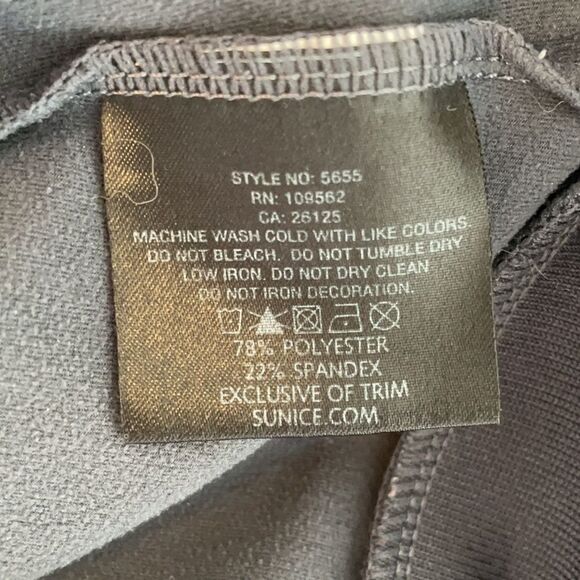 STYLE NO: 5655
RN: 109562
CA: 26125
MACHINE WASH COLD WITH LIKE COLORS
DO NOT BLEACH. DO NOT TUMBLE DRY
LOW IRON. DO NOT DRY CLEAN
DO NOT IRON DECORATION.
78% POLYESTER
22% SPANDEX
EXCLUSIVE OF TRIM
SUNICE.COM